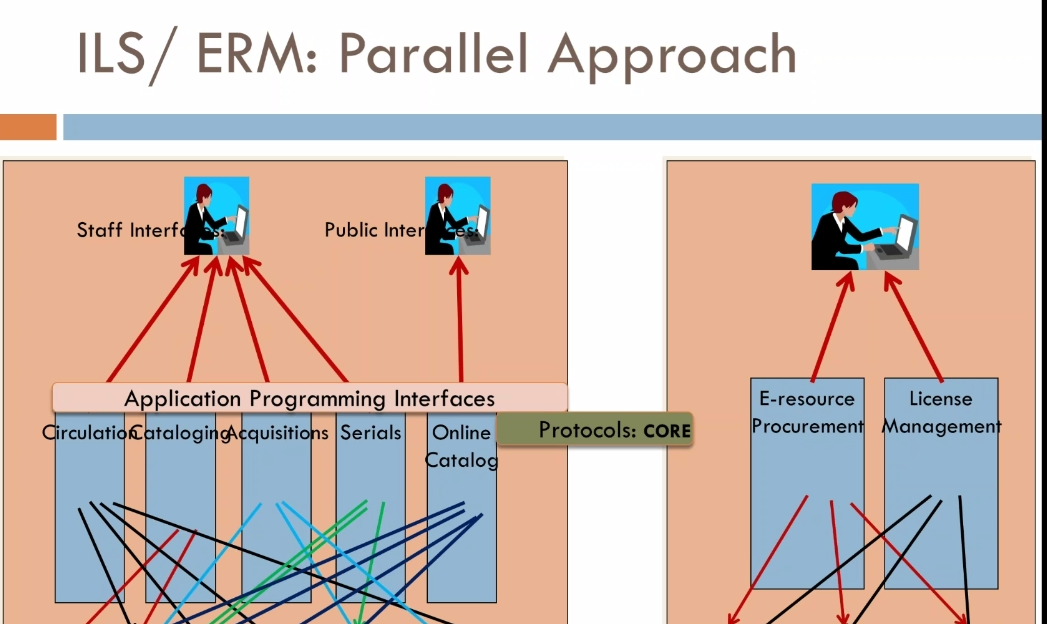 ILS/ ERM: Parallel Approach
Staff Interfaces:
Public Interfaces:
Application Programming Interfaces
Protocols: CORE
Circulation
Cataloging
Acquisitions
Serials
Online
Catalog
E-resource
Procurement
License
Management